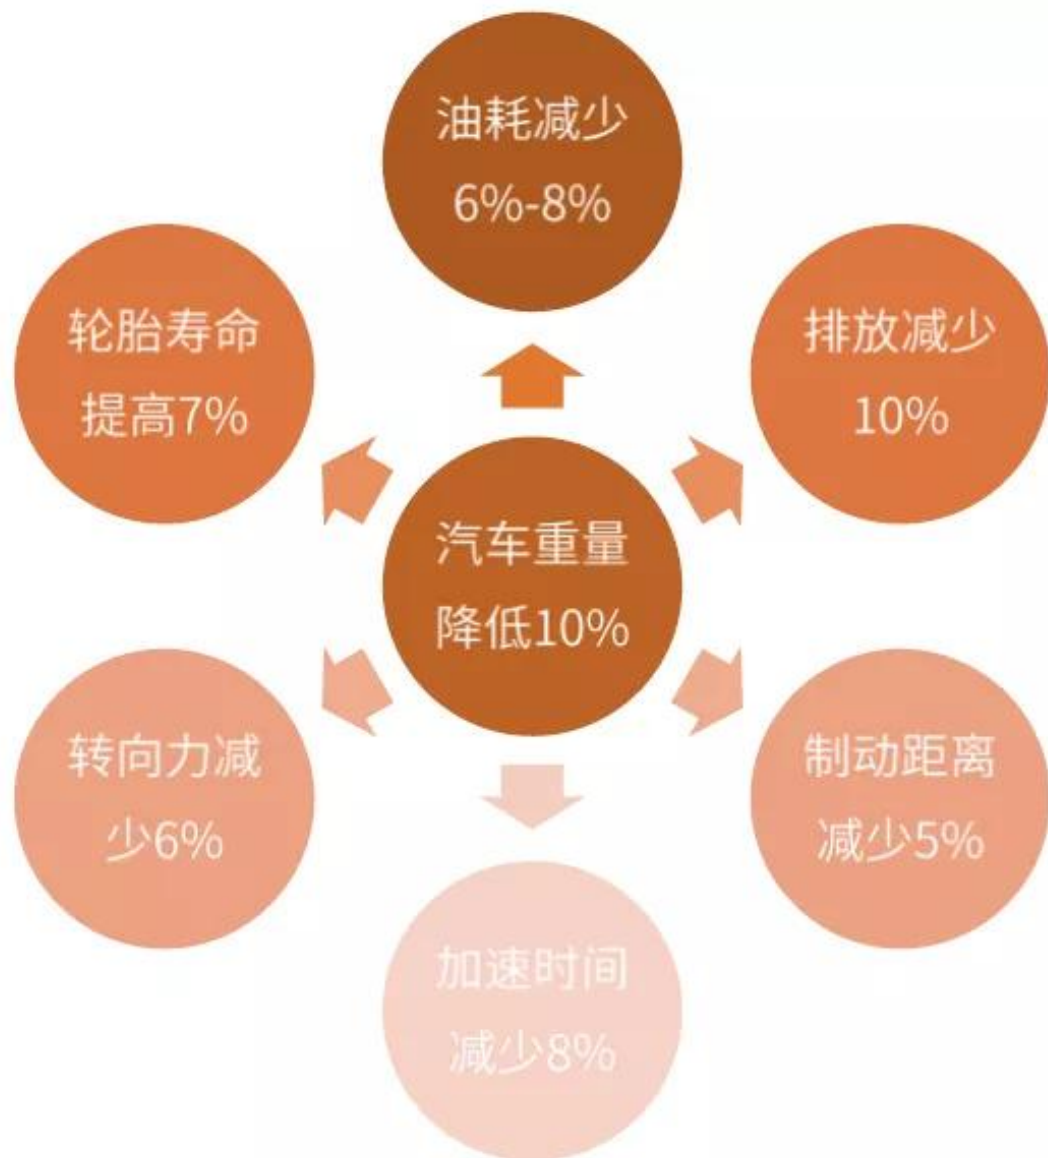 油耗减少
6%-8%
轮胎寿命
提高7%
排放减少
10%
汽车重量
降低10%
转向力减
少6%
制动距离
减少5%
加速时间
减少8%